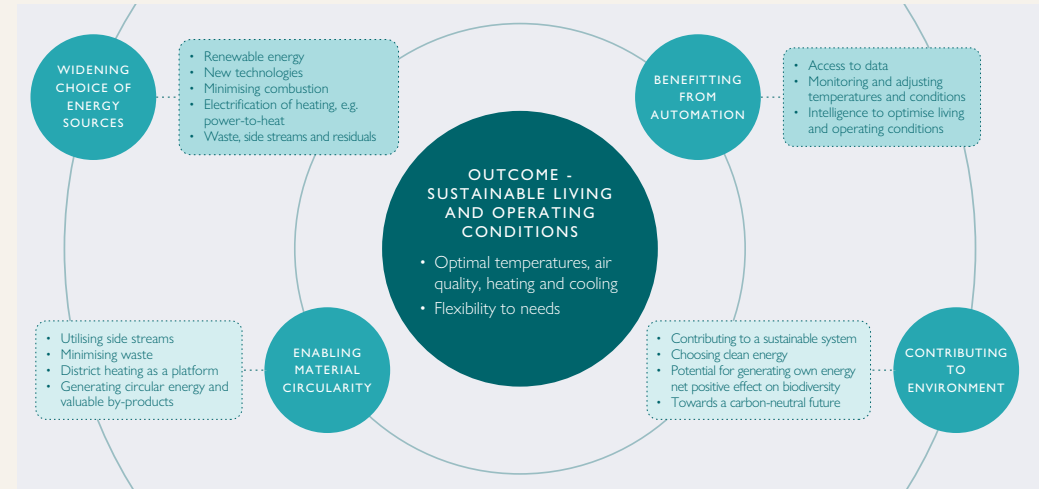 WIDENING
CHOICE OF
ENERGY
SOURCES
• Renewable energy
• New technologies
• Minimising combustion
• Electrification of heating, e.g.
power-to-heat
• Waste, side streams and residuals
BENEFITTING
FROM
AUTOMATION
• Access to data
• Monitoring and adjusting
temperatures and conditions
• Intelligence to optimise living
and operating conditions
OUTCOME -
SUSTAINABLE LIVING
AND OPERATING
CONDITIONS
• Optimal temperatures, air
quality, heating and cooling
• Flexibility to needs
• Utilising side streams
• Minimising waste
• District heating as a platform
• Generating circular energy and
valuable by-products
ENABLING
MATERIAL
CIRCULARITY
• Contributing to a sustainable system
• Choosing clean energy
• Potential for generating own energy
net positive effect on biodiversity
• Towards a carbon-neutral future
CONTRIBUTING
TO
ENVIRONMENT